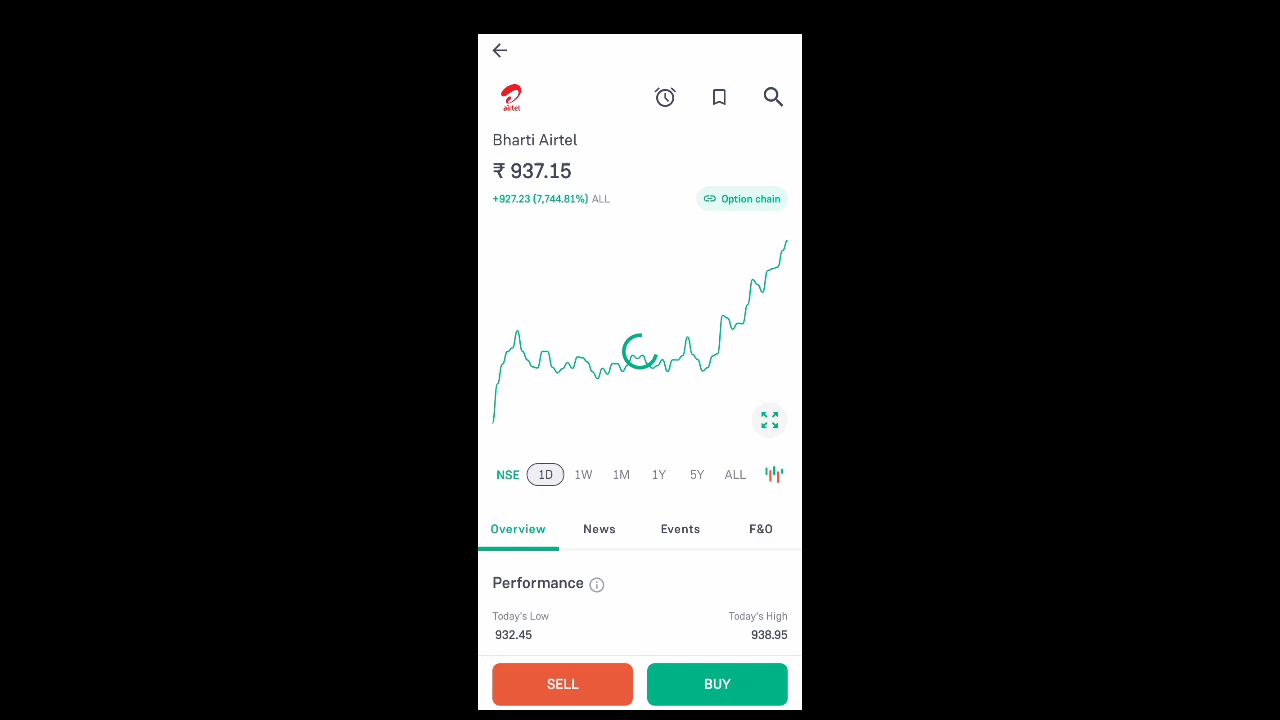 airtel
Bharti Airtel
₹ 937.15
+927.23 (7,744.81%) ALL
Option chain
NSE 1D 1W 1M 1Y 5Y ALL
Overview News Events F&O
Performance
Today's Low Today's High
932.45 938.95
SELL BUY